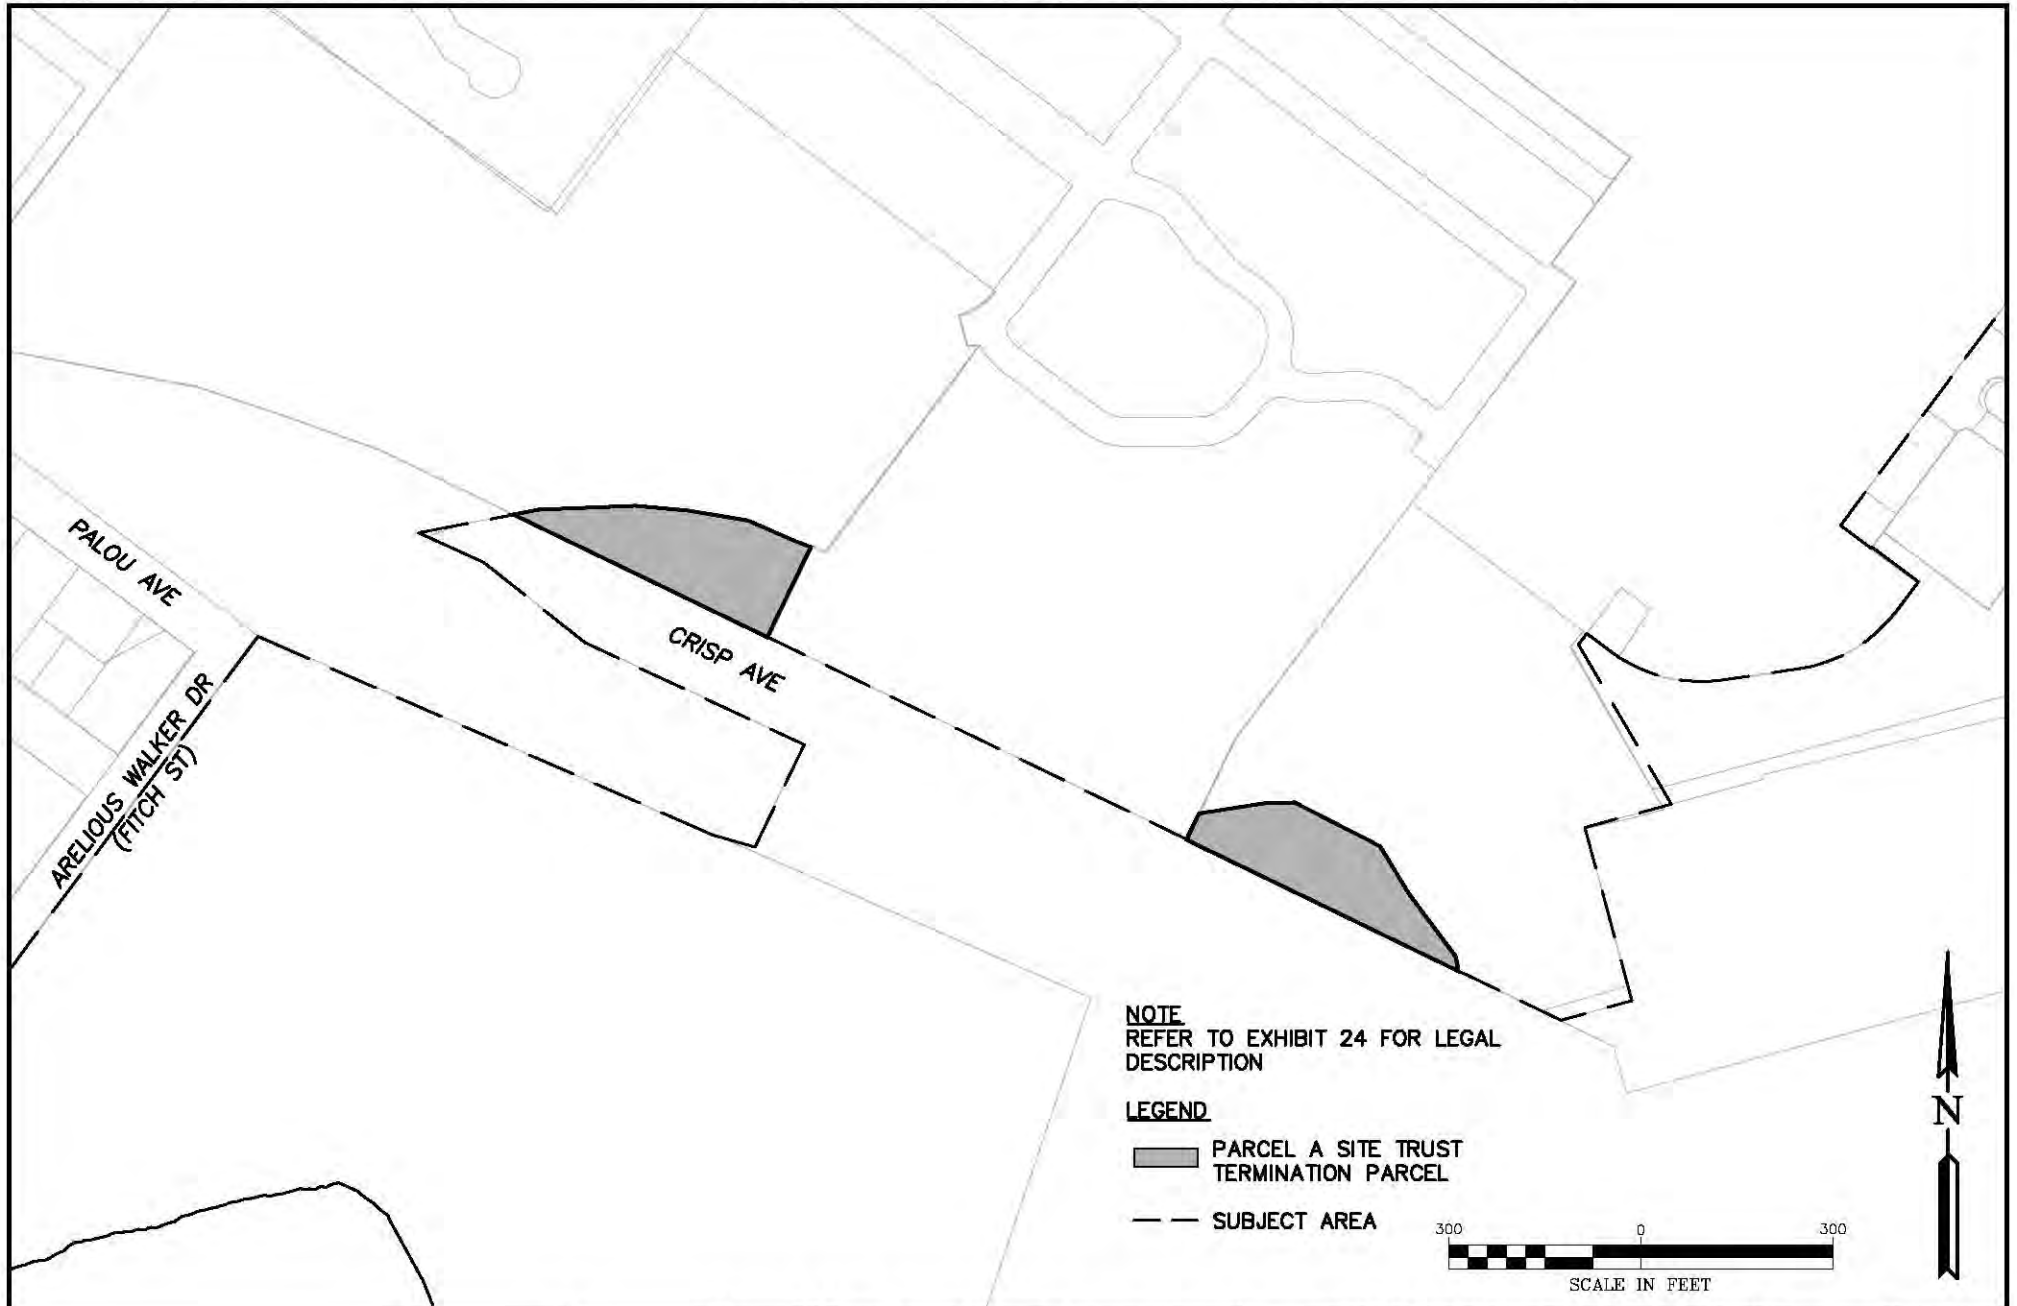 PALOU AVE
ARELIOUS WALKER DR
(FITCH ST)
CRISP AVE
NOTE
REFER TO EXHIBIT 24 FOR LEGAL
DESCRIPTION
LEGEND
PARCEL A SITE TRUST
TERMINATION PARCEL
SUBJECT AREA
N
300 0 300
SCALE IN FEET